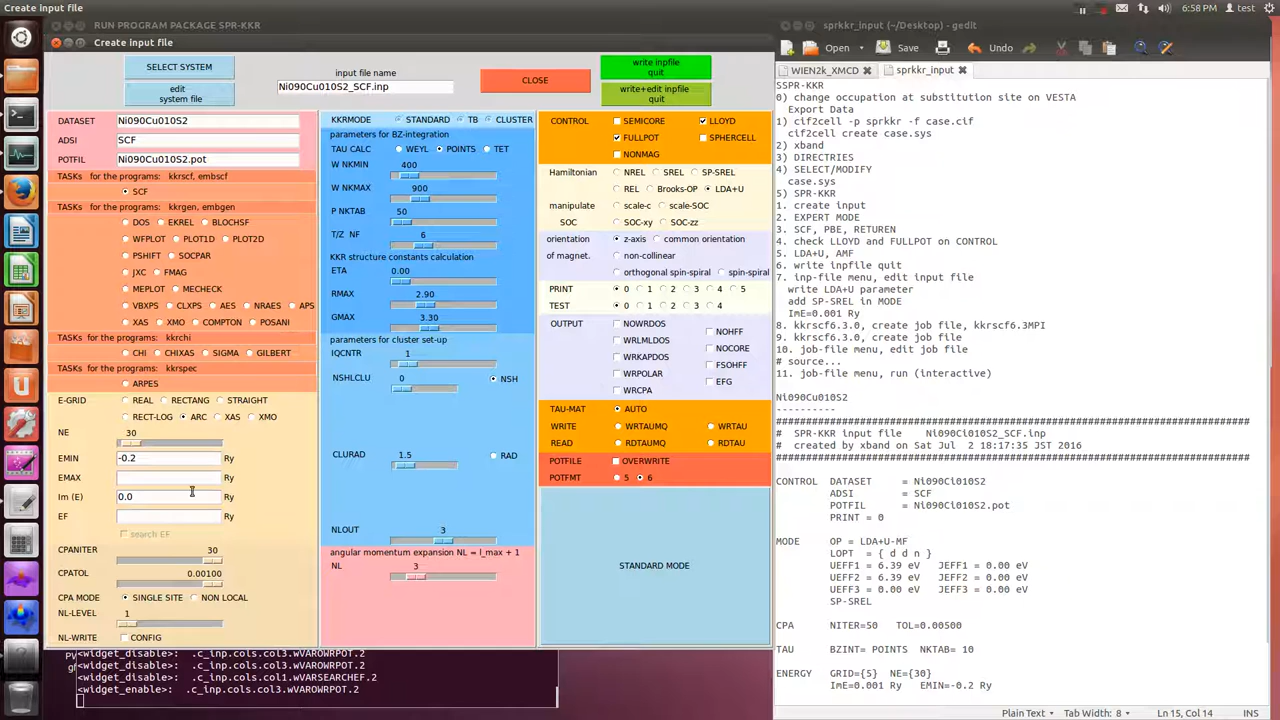 Create input file
6:58 PM
test
RUN PROGRAM PACKAGE SPR-KKR
Create input file
SELECT SYSTEM
edit
system file
input file name
Ni090Cu010S2_SCF.inp
CLOSE
write inpfile
quit
write+edit inpfile
quit
DATASET Ni090Cu010S2
ADSI SCF
POTFIL Ni090Cu010S2.pot
TASKs for the programs: kkrscf, embscf
SCF
TASKs for the programs: kkrgen, embgen
DOS EKREL BLOCHSF
WFPLOT PLOT1D PLOT2D
PSHIFT SOCPAR
JXC FMAG
MEPLOT MECHECK
VBXPS CLXPS AES NRAES APS
XAS XMO COMPTON POSANI
TASKs for the programs: kkrchi
CHI CHIXAS SIGMA GILBERT
TASKs for the programs: kkrspec
ARPES
E-GRID REAL RECTANG STRAIGHT
RECT-LOG ARC XAS XMO
NE 30
EMIN -0.2 Ry
EMAX Ry
Im (E) 0.0 Ry
EF Ry
search EF
CPANITER 30
CPATOL 0.00100
CPA MODE SINGLE SITE NON LOCAL
NL-LEVEL 1
NL-WRITE CONFIG
KKRMODE STANDARD TB CLUSTER
parameters for BZ-integration
TAU CALC WEYL POINTS TET
W NKMIN 400
W NKMAX 900
P NKTAB 50
T/Z NF 6
KKR structure constants calculation
ETA 0.00
RMAX 2.90
GMAX 3.30
parameters for cluster set-up
IQCNTR 1
NSHLCLU 0 NSH
CLURAD 1.5 RAD
NLOUT 3
angular momentum expansion NL = l_max + 1
NL 3
CONTROL SEMICORE LLOYD
FULLPOT SPHERCELL
NONMAG
Hamiltonian NREL SREL SP-SREL
REL Brooks-OP LDA+U
manipulate scale-c scale-SOC
SOC SOC-xy SOC-zz
orientation z-axis common orientation
of magnet. non-collinear
orthogonal spin-spiral spin-spiral
PRINT 0 1 2 3 4 5
TEST 0 1 2 3 4
OUTPUT NOWRDOS NOHFF
WRLMLDOS NOCORE
WRKAPDOS FSOHFF
WRPOLAR EFG
WRCPA
TAU-MAT AUTO
WRITE WRTAUMQ WRTAU
READ RDTAUMQ RDTAU
POTFILE OVERWRITE
POTFMT 5 6
STANDARD MODE
<widget_disable>: .c_inp.cols.col3.wVAROWRPOT.2
<widget_disable>: .c_inp.cols.col1.wVARSEARCHEF.2
<widget_enable>: .c_inp.cols.col3.wVAROWRPOT.2
sprkkr_input (~/Desktop) - gedit
Open Save Undo
WIEN2k_XMCD sprkkr_input
SSPR-KKR
0) change occupation at substitution site on VESTA
Export Data
1) cif2cell -p sprkkr -f case.cif
cif2cell create case.sys
2) xband
3) DIRECTRIES
4) SELECT/MODIFY
case.sys
5) SPR-KKR
1. create input
2. EXPERT MODE
3. SCF, PBE, RETUREN
4. check LLOYD and FULLPOT on CONTROL
5. LDA+U, AMF
6. write inpfile quit
7. inp-file menu, edit input file
write LDA+U parameter
add SP-SREL in MODE
ImE=0.001 Ry
8. kkrscf6.3.0, create job file, kkrscf6.3MPI
9. kkrscf6.3.0, create job file
10. job-file menu, edit job file
# source...
11. job-file menu, run (interactive)
Ni090Cu010S2
----------
###############################################################################
# SPR-KKR input file Ni090Ci010S2_SCF.inp
# created by xband on Sat Jul 2 18:17:35 JST 2016
###############################################################################
CONTROL DATASET = Ni090Ci010S2
ADSI = SCF
POTFIL = Ni090Ci010S2.pot
PRINT = 0
MODE OP = LDA+U-MF
LOPT = { d d n }
UEFF1 = 6.39 eV JEFF1 = 0.00 eV
UEFF2 = 6.39 eV JEFF2 = 0.00 eV
UEFF3 = 0.00 eV JEFF3 = 0.00 eV
SP-SREL
CPA NITER=50 TOL=0.00500
TAU BZINT= POINTS NKTAB= 10
ENERGY GRID={5} NE={30}
ImE=0.001 Ry EMIN=-0.2 Ry
Plain Text Tab Width: 8 Ln 15, Col 14 INS